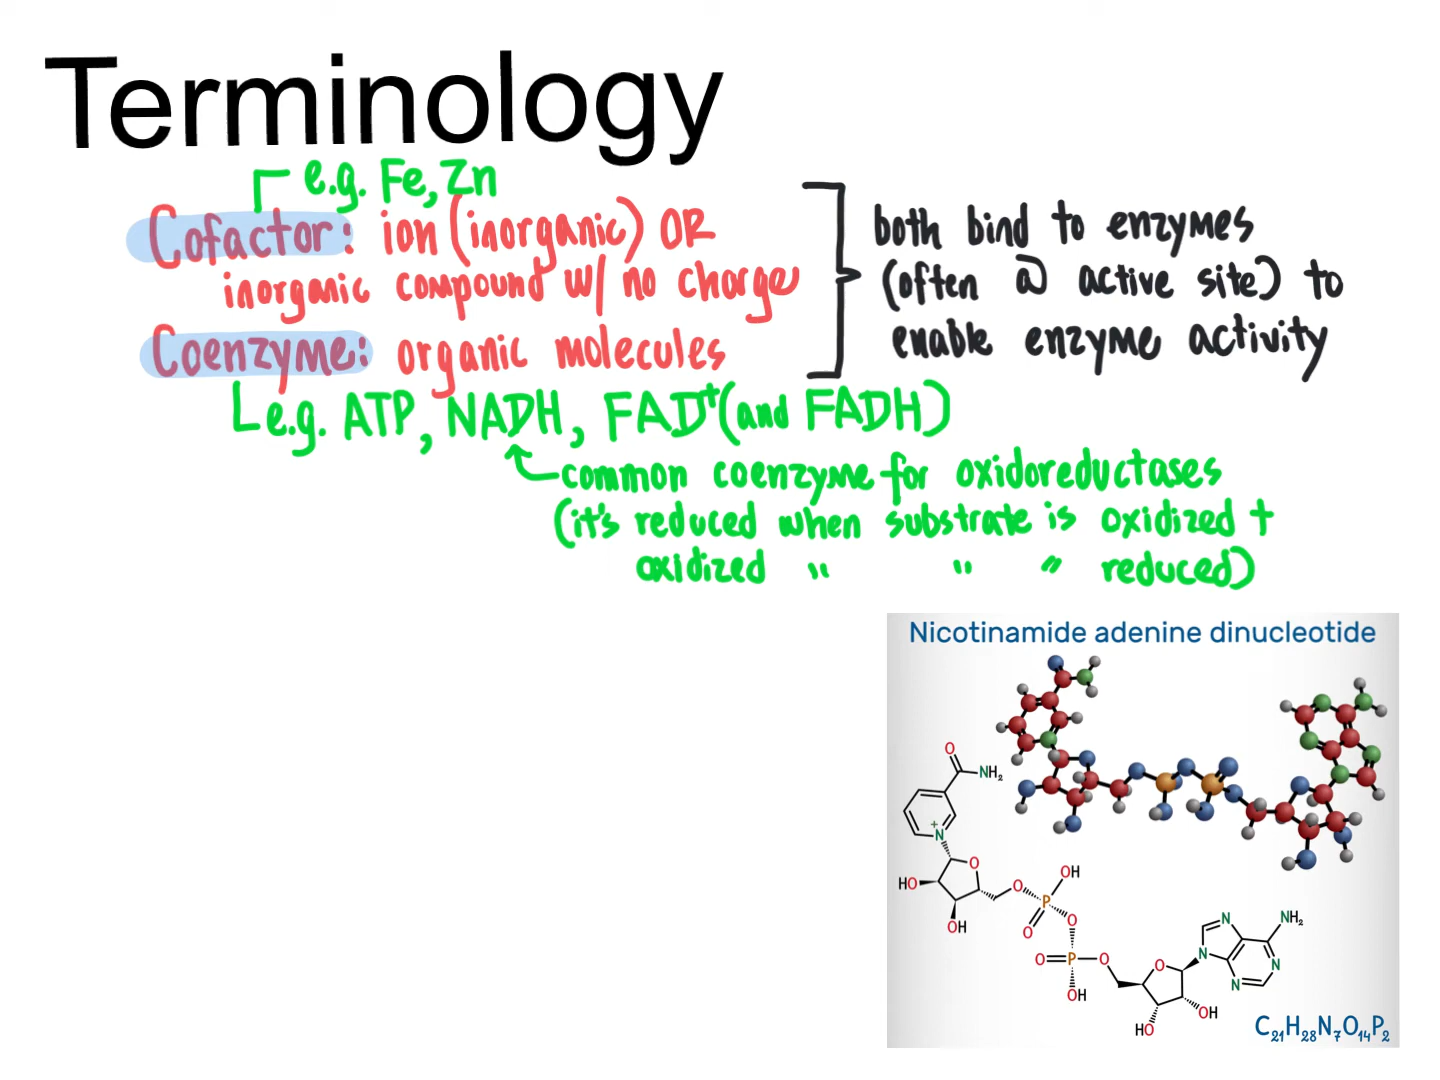 Terminology
e.g. Fe, Zn
Cofactor: ion (inorganic) OR
inorganic compound w/ no charge
Coenzyme: organic molecules
both bind to enzymes
(often @ active site) to
enable enzyme activity
e.g. ATP, NADH, FAD⁺ (and FADH)
common coenzyme for oxidoreductases
(it's reduced when substrate is oxidized +
oxidized " " " reduced)
Nicotinamide adenine dinucleotide
O
NH₂
+
N
HO
O
OH
O
P
OH
O
O
O
P
O
OH
O
HO
OH
N
N
N
N
NH₂
C₂₁H₂₈N₇O₁₄P₂